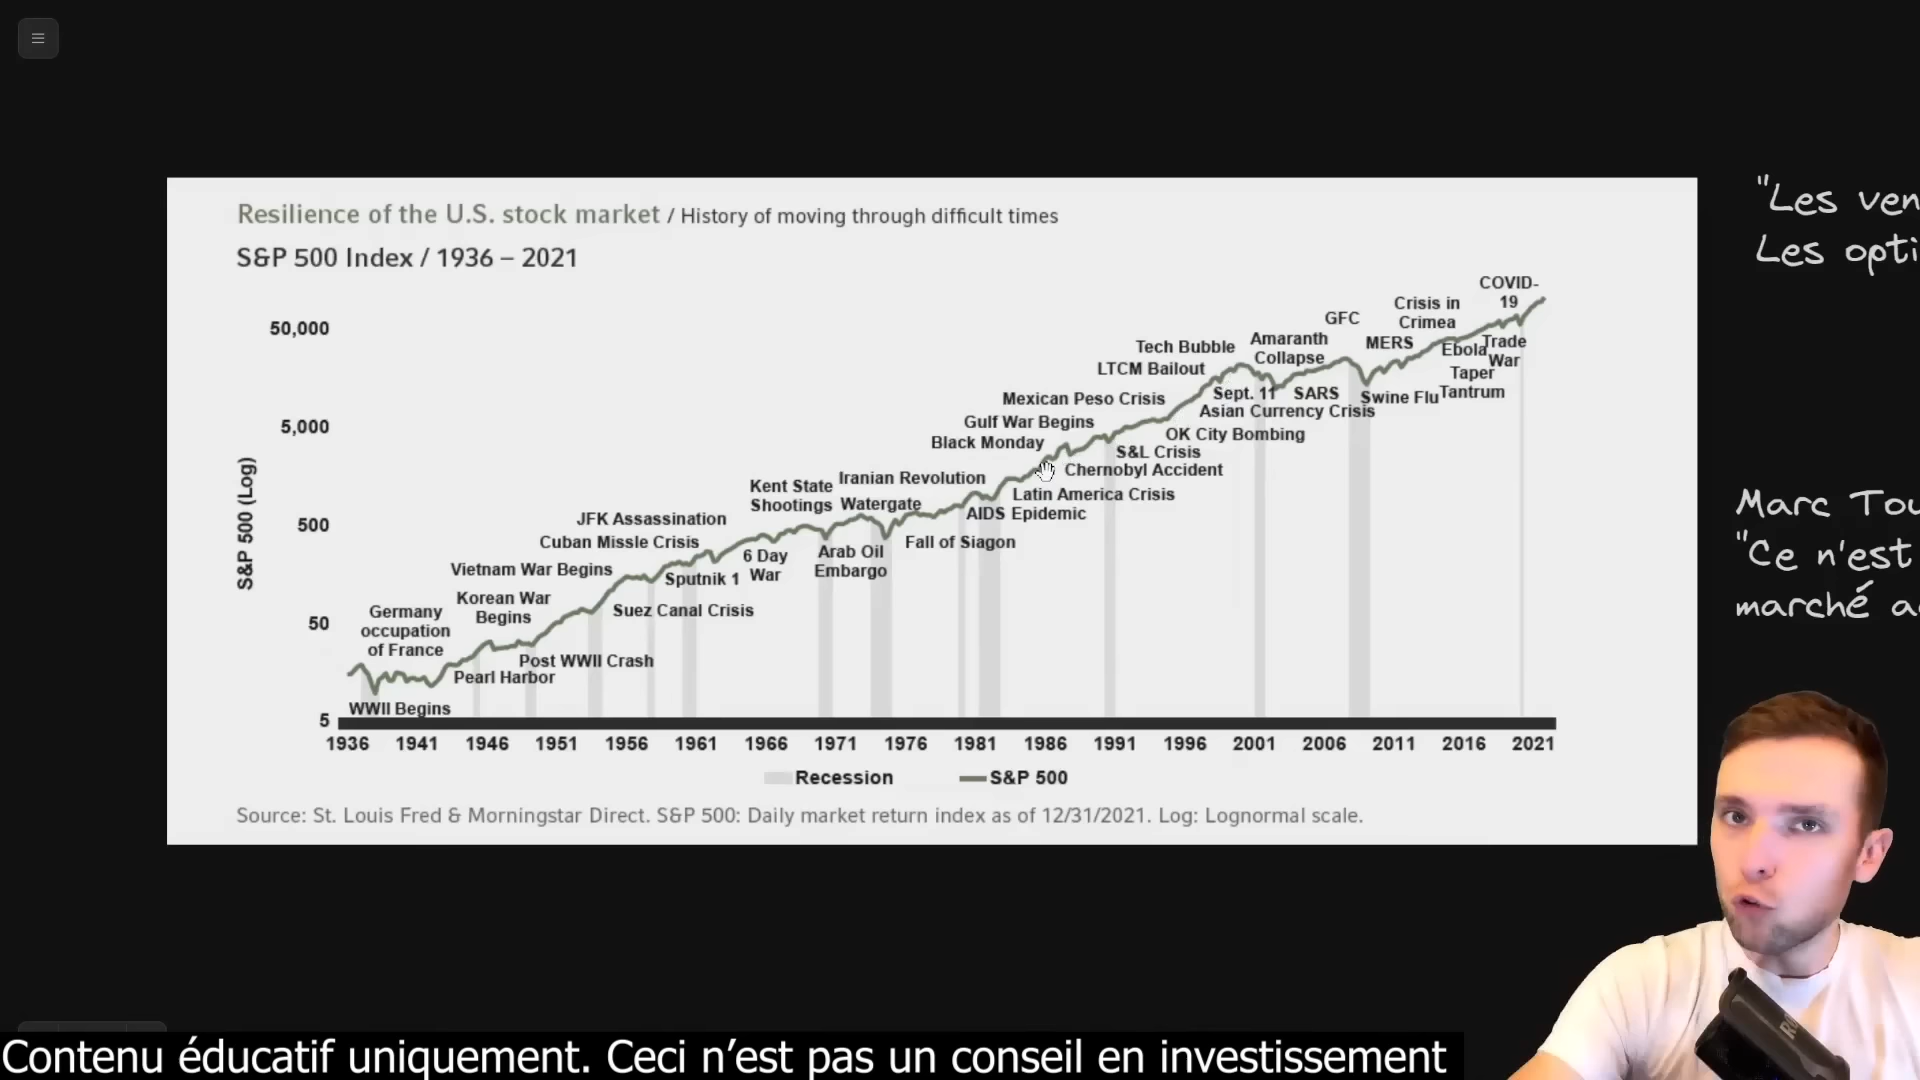 Resilience of the U.S. stock market / History of moving through difficult times
S&P 500 Index / 1936 – 2021
"Les
Les
COVID-
19
Crisis in
Crimea
GFC
50,000
Amaranth
Collapse
MERS
Ebola
Trade
War
Tech Bubble
LTCM Bailout
Taper
Tantrum
Mexican Peso Crisis
Sept. 11
SARS
Swine Flu
Asian Currency Crisis
5,000
Gulf War Begins
OK City Bombing
Black Monday
S&L Crisis
Chernobyl Accident
Kent State
Shootings
Iranian Revolution
Watergate
Latin America Crisis
AIDS Epidemic
S&P 500 (Log)
500
JFK Assassination
Cuban Missle Crisis
6 Day
War
Arab Oil
Embargo
Fall of Siagon
Vietnam War Begins
Sputnik 1
Korean War
Begins
Suez Canal Crisis
50
Germany
occupation
of France
Post WWII Crash
Pearl Harbor
WWII Begins
5
1936 1941 1946 1951 1956 1961 1966 1971 1976 1981 1986 1991 1996 2001 2006 2011 2016 2021
Recession S&P 500
Source: St. Louis Fred & Morningstar Direct. S&P 500: Daily market return index as of 12/31/2021. Log: Lognormal scale.
Marc
"Ce n'est
marché
Contenu éducatif uniquement. Ceci n’est pas un conseil en investissement